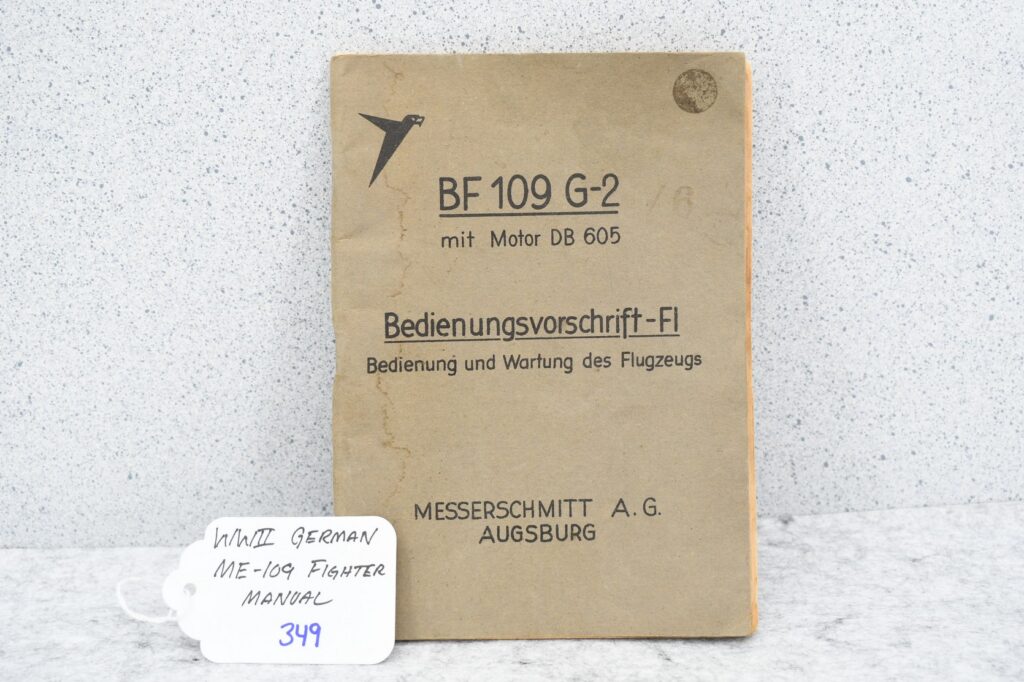 BF 109 G-2
mit Motor DB 605
Bedienungsvorschrift-Fl
Bedienung und Wartung des Flugzeugs
MESSERSCHMITT A.G.
AUGSBURG
WWII GERMAN
ME-109 FIGHTER
MANUAL
349